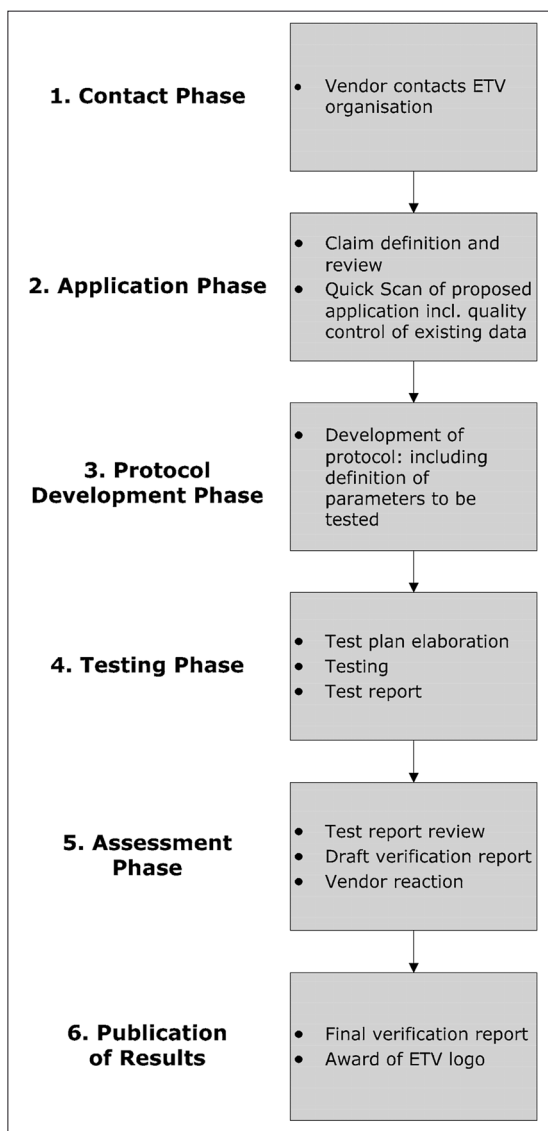 1. Contact Phase
• Vendor contacts ETV
organisation
2. Application Phase
• Claim definition and
review
• Quick Scan of proposed
application incl. quality
control of existing data
3. Protocol
Development Phase
• Development of
protocol: including
definition of
parameters to be
tested
4. Testing Phase
• Test plan elaboration
• Testing
• Test report
5. Assessment
Phase
• Test report review
• Draft verification report
• Vendor reaction
6. Publication
of Results
• Final verification report
• Award of ETV logo